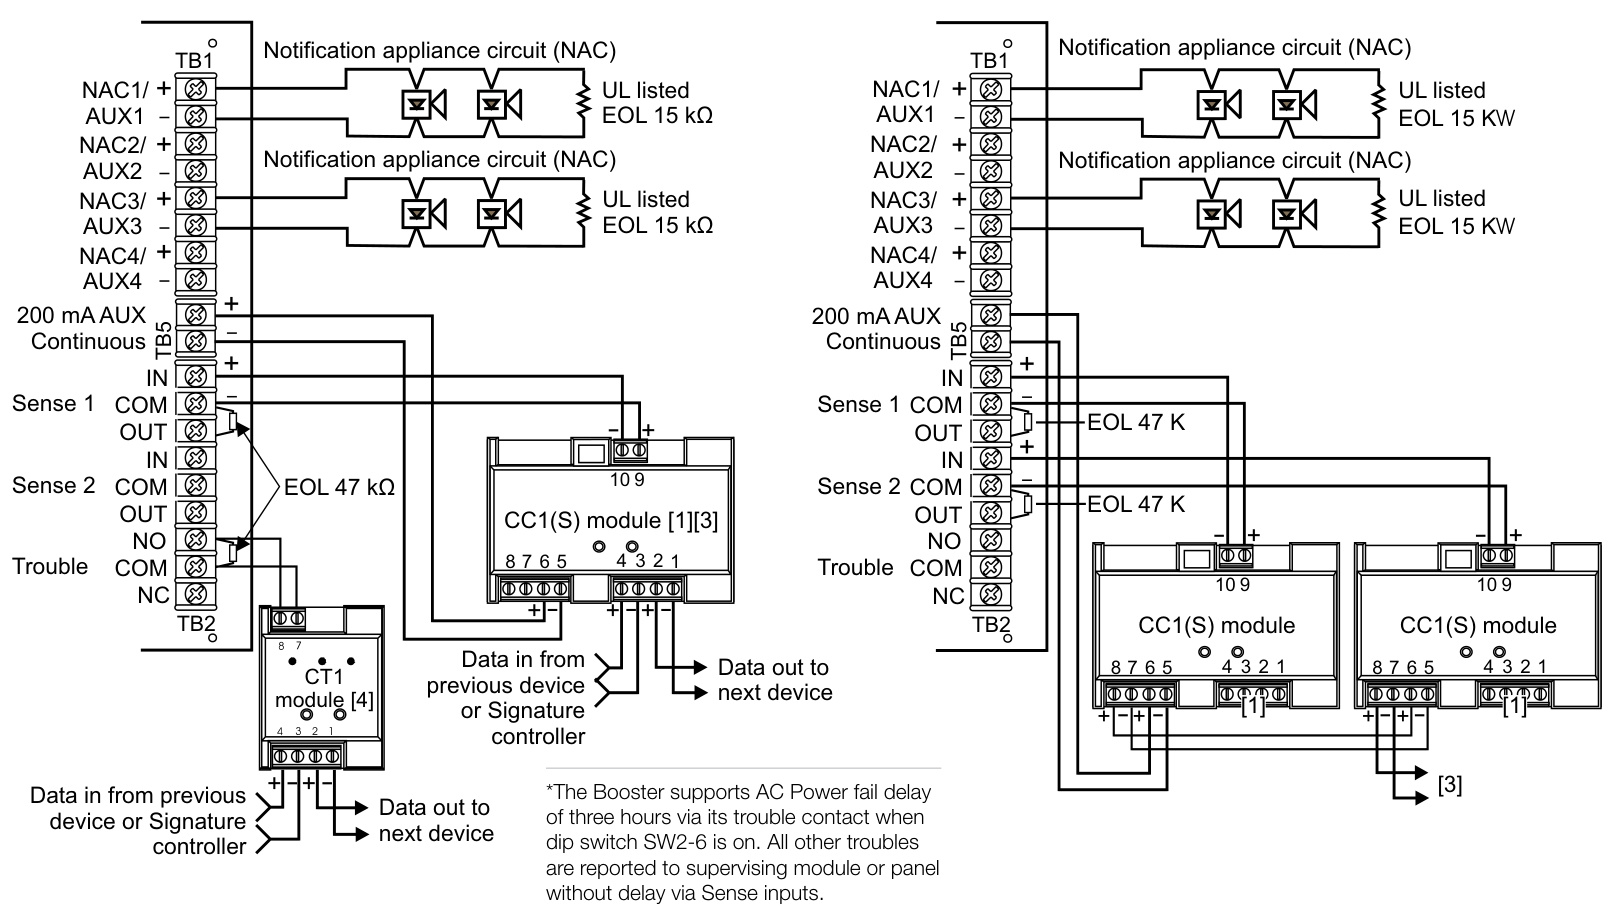 TB1
Notification appliance circuit (NAC)
NAC1/ +
AUX1 –
UL listed
EOL 15 kΩ
NAC2/ +
AUX2 –
Notification appliance circuit (NAC)
NAC3/ +
AUX3 –
UL listed
EOL 15 kΩ
NAC4/ +
AUX4 –
200 mA AUX +
Continuous –
TB5
IN +
Sense 1 COM –
OUT
IN
Sense 2 COM
OUT
EOL 47 kΩ
NO
Trouble COM
NC
TB2
– +
10 9
CC1(S) module [1][3]
8 7 6 5 4 3 2 1
+ – + – + –
Data in from
previous device
or Signature
controller
Data out to
next device
8 7
CT1
module [4]
4 3 2 1
+ – + –
Data in from previous
device or Signature
controller
Data out to
next device
*The Booster supports AC Power fail delay
of three hours via its trouble contact when
dip switch SW2-6 is on. All other troubles
are reported to supervising module or panel
without delay via Sense inputs.
TB1
Notification appliance circuit (NAC)
NAC1/ +
AUX1 –
UL listed
EOL 15 KW
NAC2/ +
AUX2 –
Notification appliance circuit (NAC)
NAC3/ +
AUX3 –
UL listed
EOL 15 KW
NAC4/ +
AUX4 –
200 mA AUX
Continuous
TB5
IN +
Sense 1 COM –
OUT
EOL 47 K
IN +
Sense 2 COM –
OUT
EOL 47 K
NO
Trouble COM
NC
TB2
– +
10 9
CC1(S) module
8 7 6 5 4 3 2 1
[1]
+ – + –
– +
10 9
CC1(S) module
8 7 6 5 4 3 2 1
[1]
+ – + –
[3]